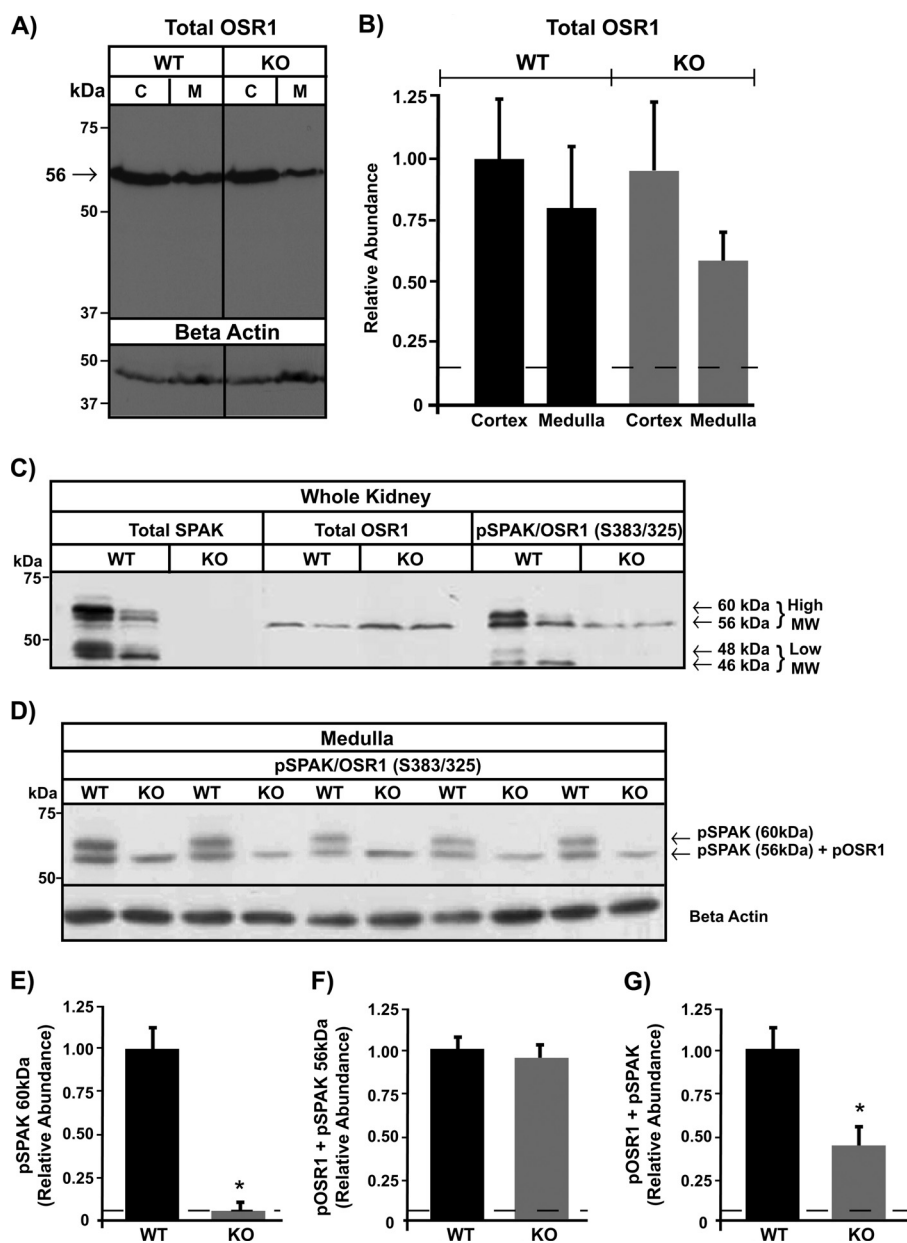 A)
Total OSR1
WT KO
kDa C M C M
75
56 →
50
37
Beta Actin
50
37
B)
Total OSR1
WT KO
Relative Abundance
1.25
1.00
0.75
0.50
0.25
0
Cortex Medulla Cortex Medulla
C)
Whole Kidney
Total SPAK Total OSR1 pSPAK/OSR1 (S383/325)
kDa WT KO WT KO WT KO
75
50
← 60 kDa } High
← 56 kDa MW
← 48 kDa } Low
← 46 kDa MW
D)
Medulla
pSPAK/OSR1 (S383/325)
kDa WT KO WT KO WT KO WT KO WT KO
75
50
← pSPAK (60kDa)
← pSPAK (56kDa) + pOSR1
Beta Actin
E)
pSPAK 60kDa
(Relative Abundance)
1.25
1.00
0.75
0.50
0.25
0
*
WT KO
F)
pOSR1 + pSPAK 56kDa
(Relative Abundance)
1.25
1.00
0.75
0.50
0.25
0
WT KO
G)
pOSR1 + pSPAK
(Relative Abundance)
1.25
1.00
0.75
0.50
0.25
0
*
WT KO